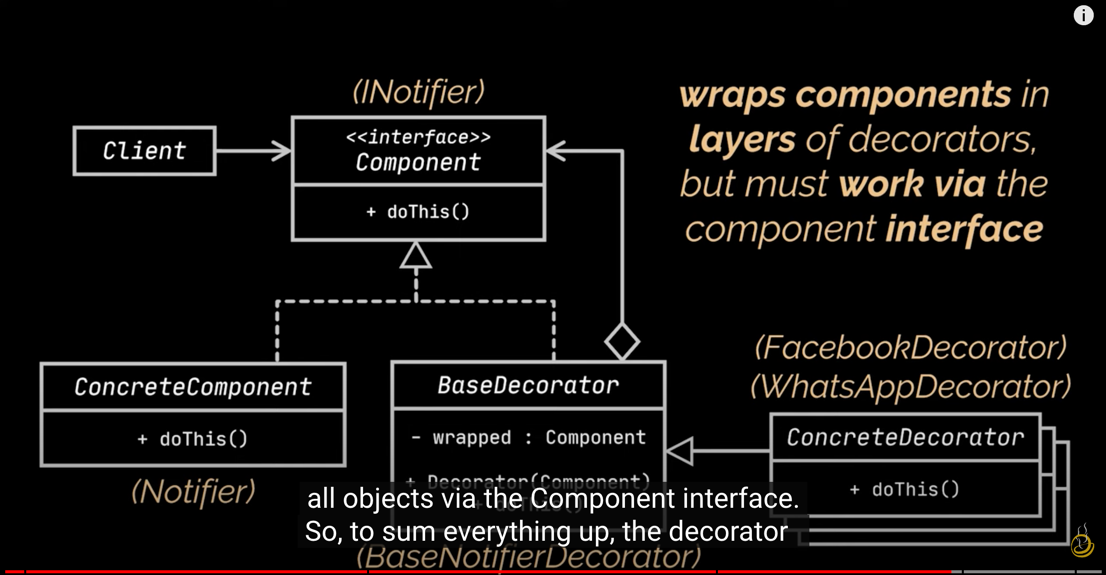 (INotifier)
wraps components in
layers of decorators,
but must work via the
component interface
Client
<<interface>>
Component
+ doThis()
ConcreteComponent
+ doThis()
(Notifier)
BaseDecorator
- wrapped : Component
+ Decorator(Component)
+ doThis()
(BaseNotifierDecorator)
(FacebookDecorator)
(WhatsAppDecorator)
ConcreteDecorator
+ doThis()
all objects via the Component interface.
So, to sum everything up, the decorator
i